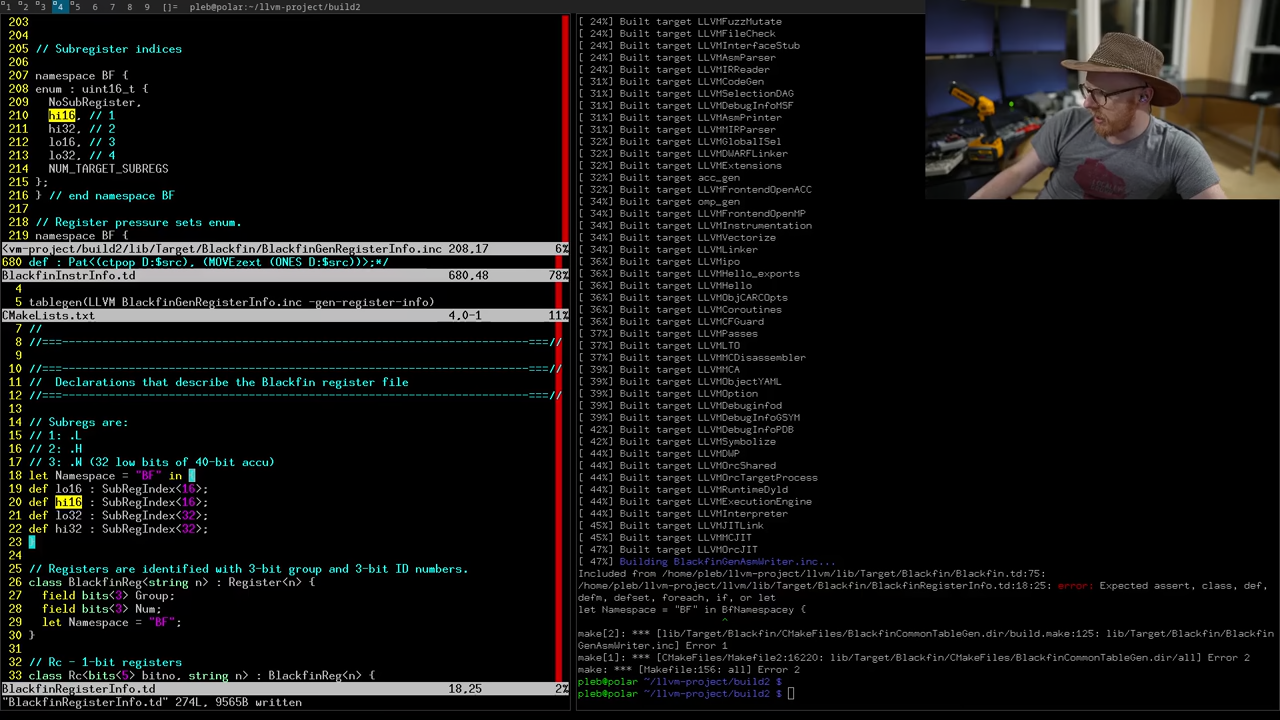 1 2 3 4 5 6 7 8 9 []= pleb@polar:~/llvm-project/build2
203
204
205 // Subregister indices
206
207 namespace BF {
208 enum : uint16_t {
209 NoSubRegister,
210 hi16, // 1
211 hi32, // 2
212 lo16, // 3
213 lo32, // 4
214 NUM_TARGET_SUBREGS
215 };
216 } // end namespace BF
217
218 // Register pressure sets enum.
219 namespace BF {
<vm-project/build2/lib/Target/Blackfin/BlackfinGenRegisterInfo.inc 208,17 6%
680 def : Pat<(ctpop D:$src), (MOVEzext (ONES D:$src))>;*/
BlackfinInstrInfo.td 680,48 78%
4
5 tablegen(LLVM BlackfinGenRegisterInfo.inc -gen-register-info)
CMakeLists.txt 4,0-1 11%
7 //
8 //===----------------------------------------------------------------------===//
9
10 //===----------------------------------------------------------------------===//
11 // Declarations that describe the Blackfin register file
12 //===----------------------------------------------------------------------===//
13
14 // Subregs are:
15 // 1: .L
16 // 2: .H
17 // 3: .W (32 low bits of 40-bit accu)
18 let Namespace = "BF" in {
19 def lo16 : SubRegIndex<16>;
20 def hi16 : SubRegIndex<16>;
21 def lo32 : SubRegIndex<32>;
22 def hi32 : SubRegIndex<32>;
23 }
24
25 // Registers are identified with 3-bit group and 3-bit ID numbers.
26 class BlackfinReg<string n> : Register<n> {
27 field bits<3> Group;
28 field bits<3> Num;
29 let Namespace = "BF";
30 }
31
32 // Rc - 1-bit registers
33 class Rc<bits<5> bitno, string n> : BlackfinReg<n> {
BlackfinRegisterInfo.td 18,25 2%
"BlackfinRegisterInfo.td" 274L, 9565B written
[ 24%] Built target LLVMFuzzMutate
[ 24%] Built target LLVMFileCheck
[ 24%] Built target LLVMInterfaceStub
[ 24%] Built target LLVMAsmParser
[ 24%] Built target LLVMIRReader
[ 31%] Built target LLVMCodeGen
[ 31%] Built target LLVMSelectionDAG
[ 31%] Built target LLVMDebugInfoMSF
[ 31%] Built target LLVMAsmPrinter
[ 31%] Built target LLVMMIRParser
[ 31%] Built target LLVMGlobalISel
[ 32%] Built target LLVMDWARFLinker
[ 32%] Built target LLVMExtensions
[ 32%] Built target acc_gen
[ 32%] Built target LLVMFrontendOpenACC
[ 34%] Built target omp_gen
[ 34%] Built target LLVMFrontendOpenMP
[ 34%] Built target LLVMInstrumentation
[ 34%] Built target LLVMVectorize
[ 34%] Built target LLVMLinker
[ 36%] Built target LLVMipo
[ 36%] Built target LLVMHello_exports
[ 36%] Built target LLVMHello
[ 36%] Built target LLVMObjCARCOpts
[ 36%] Built target LLVMCoroutines
[ 36%] Built target LLVMCFGuard
[ 37%] Built target LLVMPasses
[ 37%] Built target LLVMLTO
[ 37%] Built target LLVMMCDisassembler
[ 39%] Built target LLVMMCA
[ 39%] Built target LLVMObjectYAML
[ 39%] Built target LLVMOption
[ 39%] Built target LLVMDebuginfod
[ 39%] Built target LLVMDebugInfoGSYM
[ 42%] Built target LLVMDebugInfoPDB
[ 42%] Built target LLVMSymbolize
[ 44%] Built target LLVMDWP
[ 44%] Built target LLVMOrcShared
[ 44%] Built target LLVMOrcTargetProcess
[ 44%] Built target LLVMRuntimeDyld
[ 44%] Built target LLVMExecutionEngine
[ 44%] Built target LLVMInterpreter
[ 45%] Built target LLVMJITLink
[ 45%] Built target LLVMMCJIT
[ 47%] Built target LLVMOrcJIT
[ 47%] Building BlackfinGenAsmWriter.inc...
Included from /home/pleb/llvm-project/llvm/lib/Target/Blackfin/Blackfin.td:75:
/home/pleb/llvm-project/llvm/lib/Target/Blackfin/BlackfinRegisterInfo.td:18:25: error: Expected assert, class, def,
defm, defset, foreach, if, or let
let Namespace = "BF" in BfNamespacey {
^
make[2]: *** [lib/Target/Blackfin/CMakeFiles/BlackfinCommonTableGen.dir/build.make:125: lib/Target/Blackfin/Blackfin
GenAsmWriter.inc] Error 1
make[1]: *** [CMakeFiles/Makefile2:16220: lib/Target/Blackfin/CMakeFiles/BlackfinCommonTableGen.dir/all] Error 2
make: *** [Makefile:156: all] Error 2
pleb@polar ~/llvm-project/build2 $
pleb@polar ~/llvm-project/build2 $